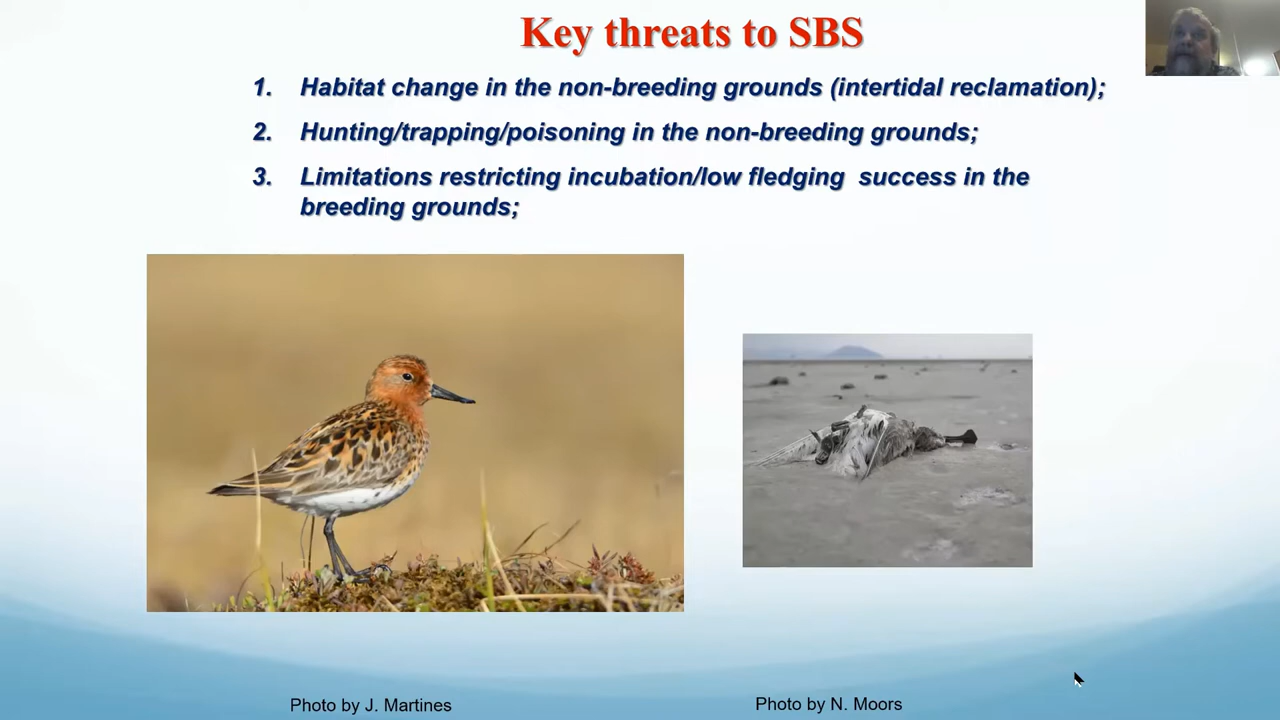 Key threats to SBS
1. Habitat change in the non-breeding grounds (intertidal reclamation);
2. Hunting/trapping/poisoning in the non-breeding grounds;
3. Limitations restricting incubation/low fledging success in the
breeding grounds;
Photo by J. Martines
Photo by N. Moors